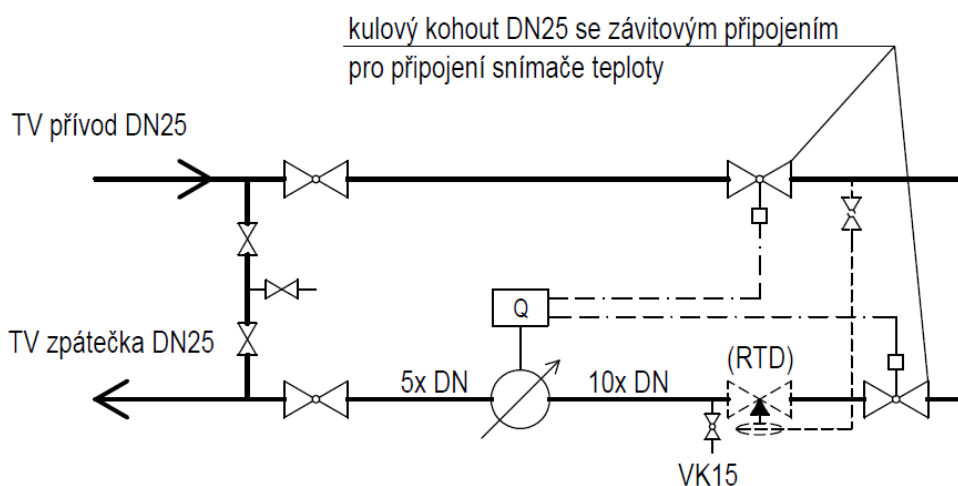 kulový kohout DN25 se závitovým připojením
pro připojení snímače teploty
TV přívod DN25
Q
TV zpátečka DN25
5x DN
10x DN
(RTD)
VK15